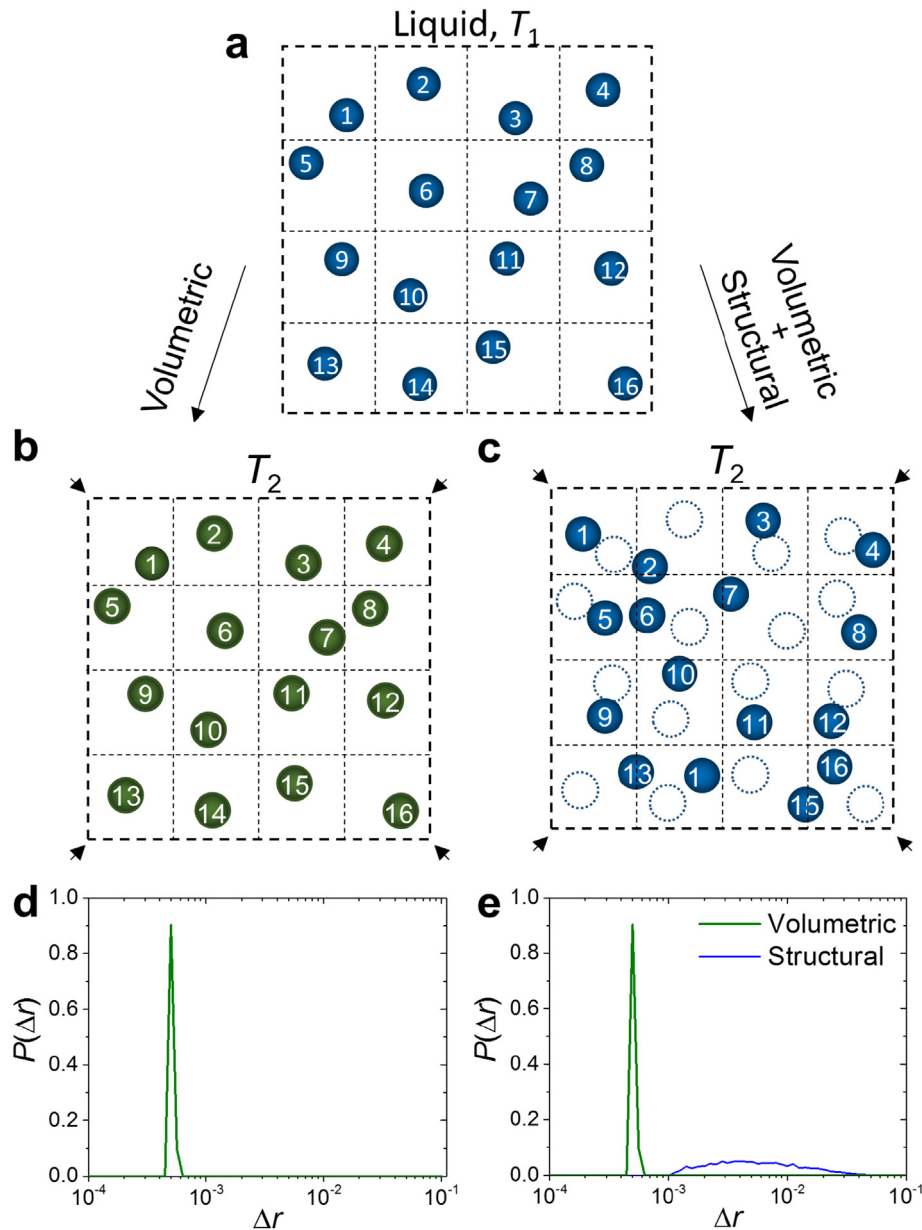 a
Liquid, T1
1 2 3 4
5 6 7 8
9 10 11 12
13 14 15 16
Volumetric
Volumetric
+
Structural
b
T2
1 2 3 4
5 6 7 8
9 10 11 12
13 14 15 16
c
T2
1 2 3 4
5 6 7 8
9 10 11 12
13 1 15 16
d
P(Δr)
1.0
0.8
0.6
0.4
0.2
0.0
10-4 10-3 10-2 10-1
Δr
e
Volumetric
Structural
P(Δr)
1.0
0.8
0.6
0.4
0.2
0.0
10-4 10-3 10-2 10-1
Δr